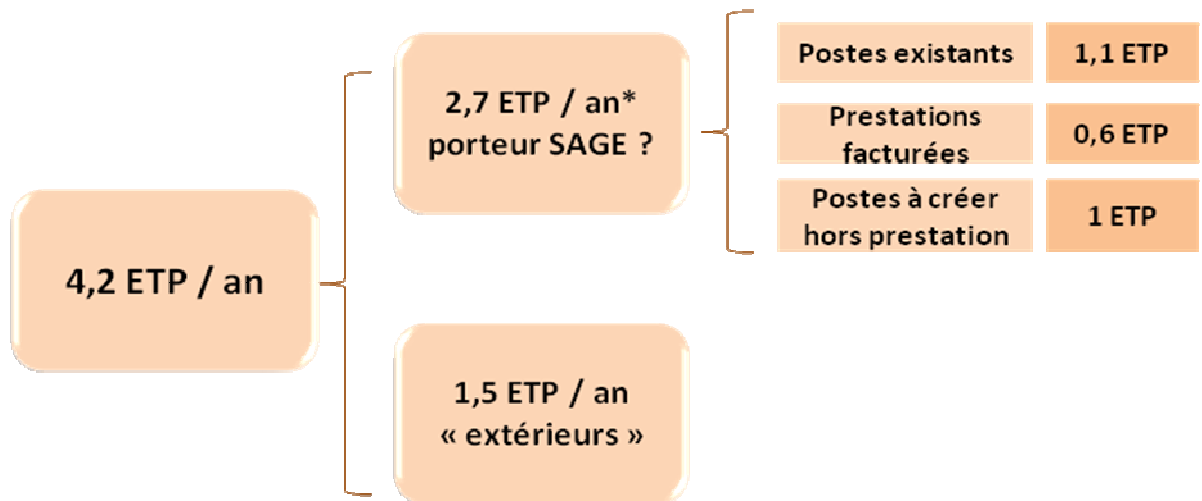 4,2 ETP / an
2,7 ETP / an*
porteur SAGE ?
Postes existants
1,1 ETP
Prestations
facturées
0,6 ETP
Postes à créer
hors prestation
1 ETP
1,5 ETP / an
« extérieurs »